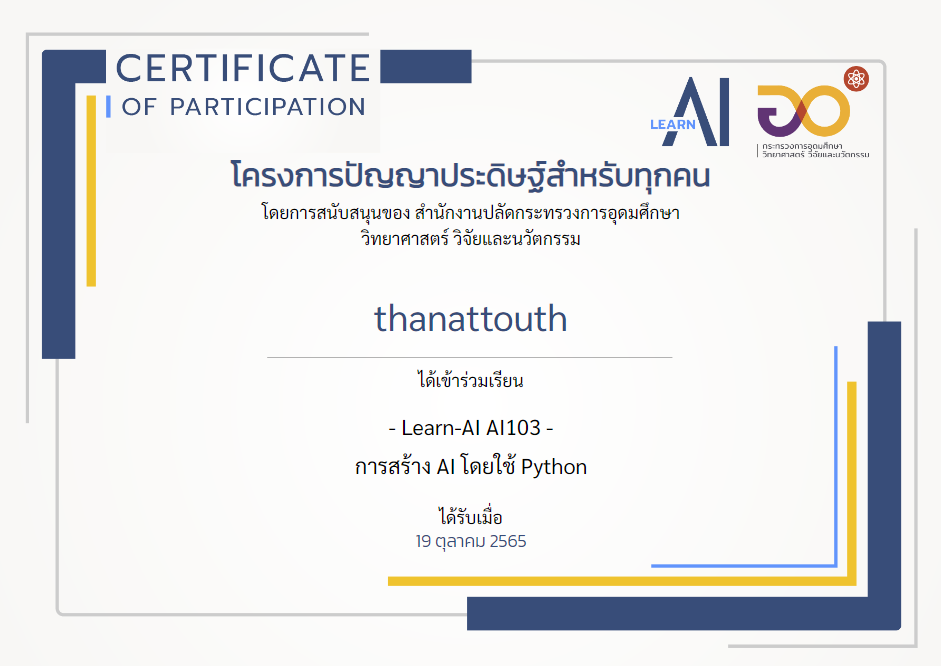 CERTIFICATE
OF PARTICIPATION
LEARN AI
กระทรวงการอุดมศึกษา
วิทยาศาสตร์ วิจัยและนวัตกรรม
โครงการปัญญาประดิษฐ์สำหรับทุกคน
โดยการสนับสนุนของ สำนักงานปลัดกระทรวงการอุดมศึกษา
วิทยาศาสตร์ วิจัยและนวัตกรรม
thanattouth
ได้เข้าร่วมเรียน
- Learn-AI AI103 -
การสร้าง AI โดยใช้ Python
ได้รับเมื่อ
19 ตุลาคม 2565